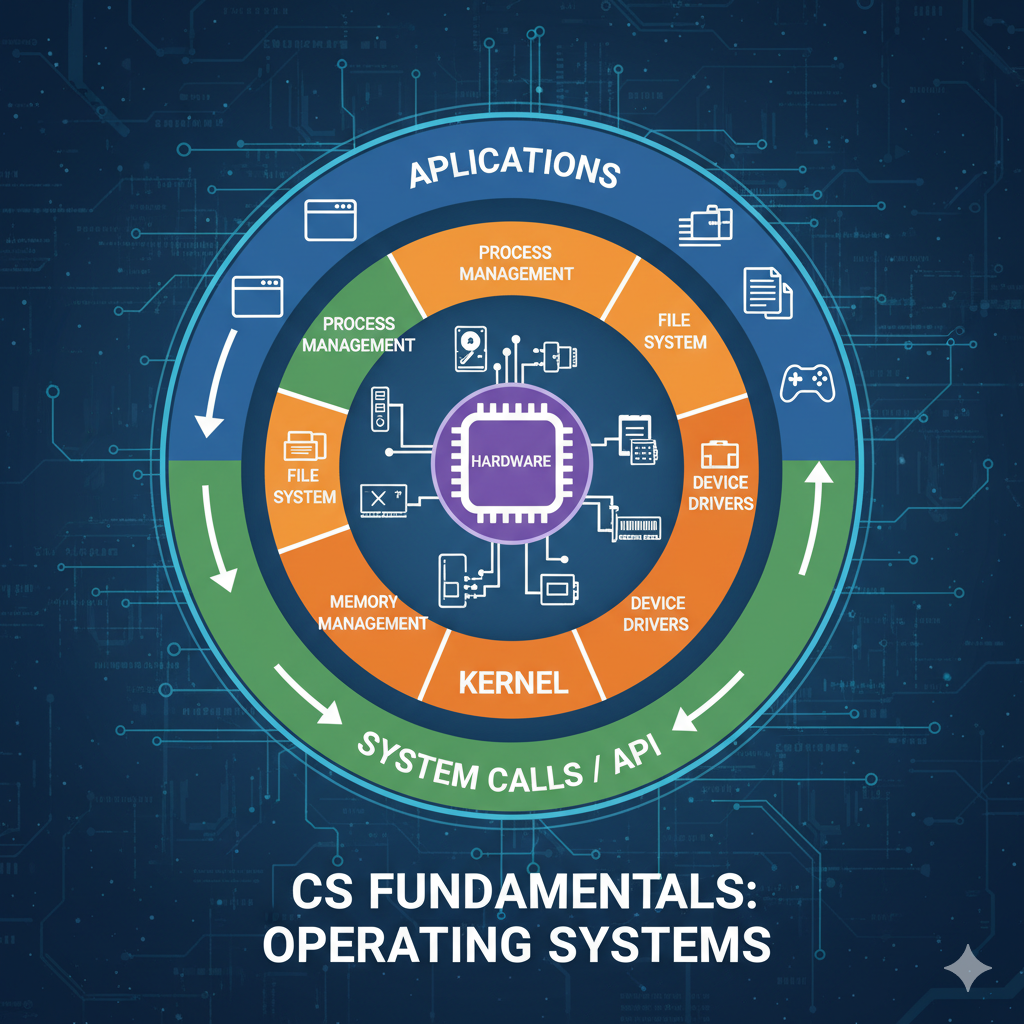 APLICATIONS
PROCESS
MANAGEMENT
PROCESS
MANAGEMENT
FILE
SYSTEM
FILE
SYSTEM
HARDWARE
DEVICE
DRIVERS
MEMORY
MANAGEMENT
DEVICE
DRIVERS
KERNEL
SYSTEM CALLS / API
CS FUNDAMENTALS:
OPERATING SYSTEMS